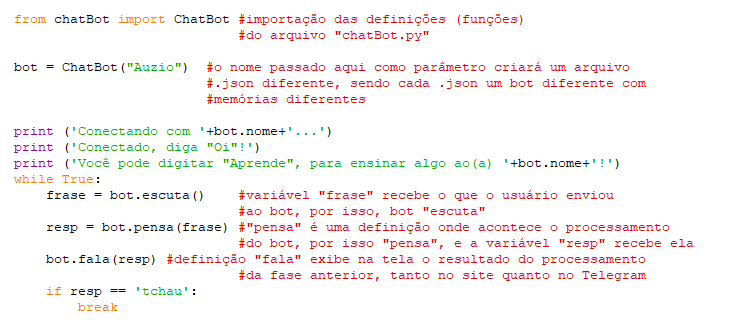 from chatBot import ChatBot #importação das definições (funções)
#do arquivo "chatBot.py"
bot = ChatBot("Auzio") #o nome passado aqui como parâmetro criará um arquivo
#.json diferente, sendo cada .json um bot diferente com
#memórias diferentes
print ('Conectando com '+bot.nome+'...')
print ('Conectado, diga "Oi"!')
print ('Você pode digitar "Aprende", para ensinar algo ao(a) '+bot.nome+'!')
while True:
frase = bot.escuta() #variável "frase" recebe o que o usuário enviou
#ao bot, por isso, bot "escuta"
resp = bot.pensa(frase) #"pensa" é uma definição onde acontece o processamento
#do bot, por isso "pensa", e a variável "resp" recebe ela
bot.fala(resp) #definição "fala" exibe na tela o resultado do processamento
#da fase anterior, tanto no site quanto no Telegram
if resp == 'tchau':
break